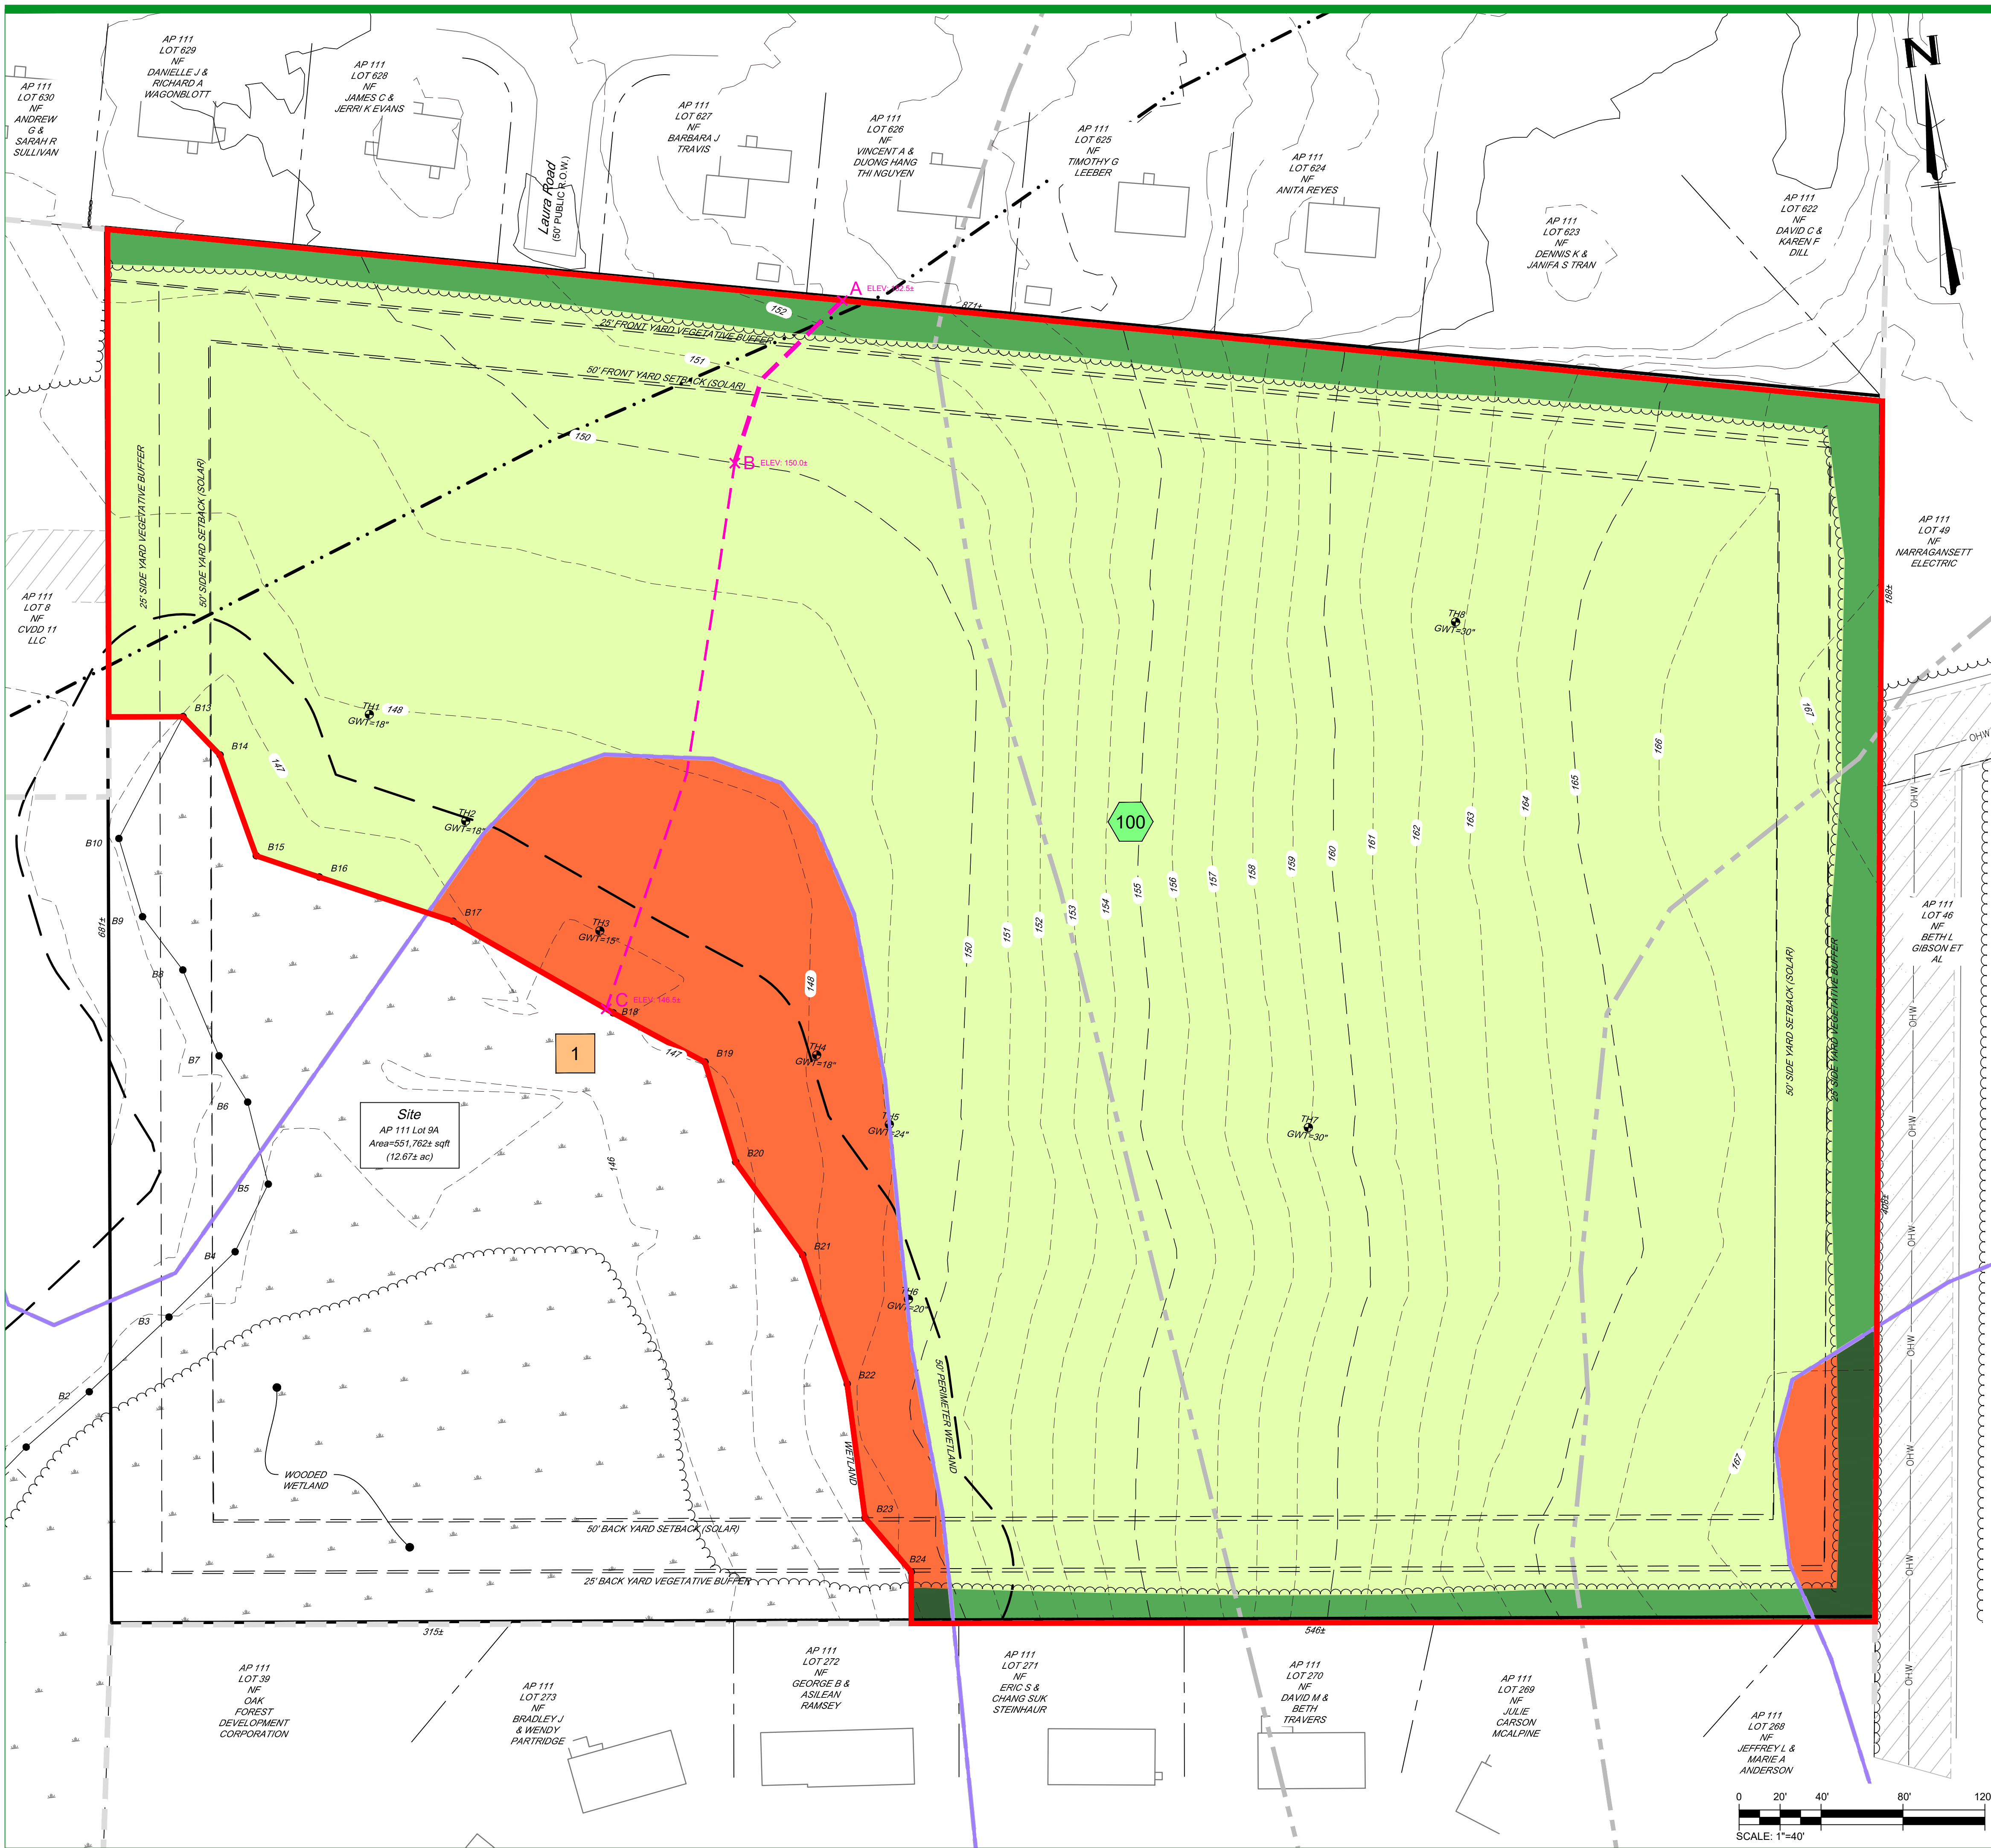 AP 111
LOT 630
NF
ANDREW
G &
SARAH R
SULLIVAN
AP 111
LOT 629
NF
DANIELLE J &
RICHARD A
WAGONBLOTT
AP 111
LOT 628
NF
JAMES C &
JERRI K EVANS
Laura Road
(50' PUBLIC R.O.W.)
AP 111
LOT 627
NF
BARBARA J
TRAVIS
AP 111
LOT 626
NF
VINCENT A &
DUONG HANG
THI NGUYEN
AP 111
LOT 625
NF
TIMOTHY G
LEEBER
AP 111
LOT 624
NF
ANITA REYES
AP 111
LOT 623
NF
DENNIS K &
JANIFA S TRAN
AP 111
LOT 622
NF
DAVID C &
KAREN F
DILL
N
A
871±
152
25' FRONT YARD VEGETATIVE BUFFER
151
50' FRONT YARD SETBACK (SOLAR)
150
B ELEV: 150.0±
25' SIDE YARD VEGETATIVE BUFFER
50' SIDE YARD SETBACK (SOLAR)
AP 111
LOT 8
NF
CVDD 11
LLC
AP 111
LOT 49
NF
NARRAGANSETT
ELECTRIC
188±
TH8
GWT=30"
B13
TH1
GWT=18"
148
B14
147
TH2
GWT=18"
B10
B15
B16
B17
B9
681±
TH3
GWT=15"
B8
C ELEV: 146.5±
B18
148
100
150
151
152
153
154
155
156
157
158
159
160
161
162
163
164
165
166
167
OHW
OHW
AP 111
LOT 46
NF
BETH L
GIBSON ET
AL
50' SIDE YARD SETBACK (SOLAR)
25' SIDE YARD VEGETATIVE BUFFER
OHW
1
147
B19
TH4
GWT=18"
B7
B6
Site
AP 111 Lot 9A
Area=551,762± sqft
(12.67± ac)
146
TH5
GWT=24"
TH7
GWT=30"
OHW
B20
B5
406±
OHW
B4
B21
B3
TH6
GWT=20"
OHW
B2
B22
50' PERIMETER WETLAND
WETLAND
167
OHW
WOODED
WETLAND
B23
50' BACK YARD SETBACK (SOLAR)
B24
OHW
25' BACK YARD VEGETATIVE BUFFER
315±
546±
OHW
AP 111
LOT 39
NF
OAK
FOREST
DEVELOPMENT
CORPORATION
AP 111
LOT 273
NF
BRADLEY J
& WENDY
PARTRIDGE
AP 111
LOT 272
NF
GEORGE B &
ASILEAN
RAMSEY
AP 111
LOT 271
NF
ERIC S &
CHANG SUK
STEINHAUR
AP 111
LOT 270
NF
DAVID M &
BETH
TRAVERS
AP 111
LOT 269
NF
JULIE
CARSON
MCALPINE
AP 111
LOT 268
NF
JEFFREY L &
MARIE A
ANDERSON
0 20' 40' 80' 120
SCALE: 1"=40'